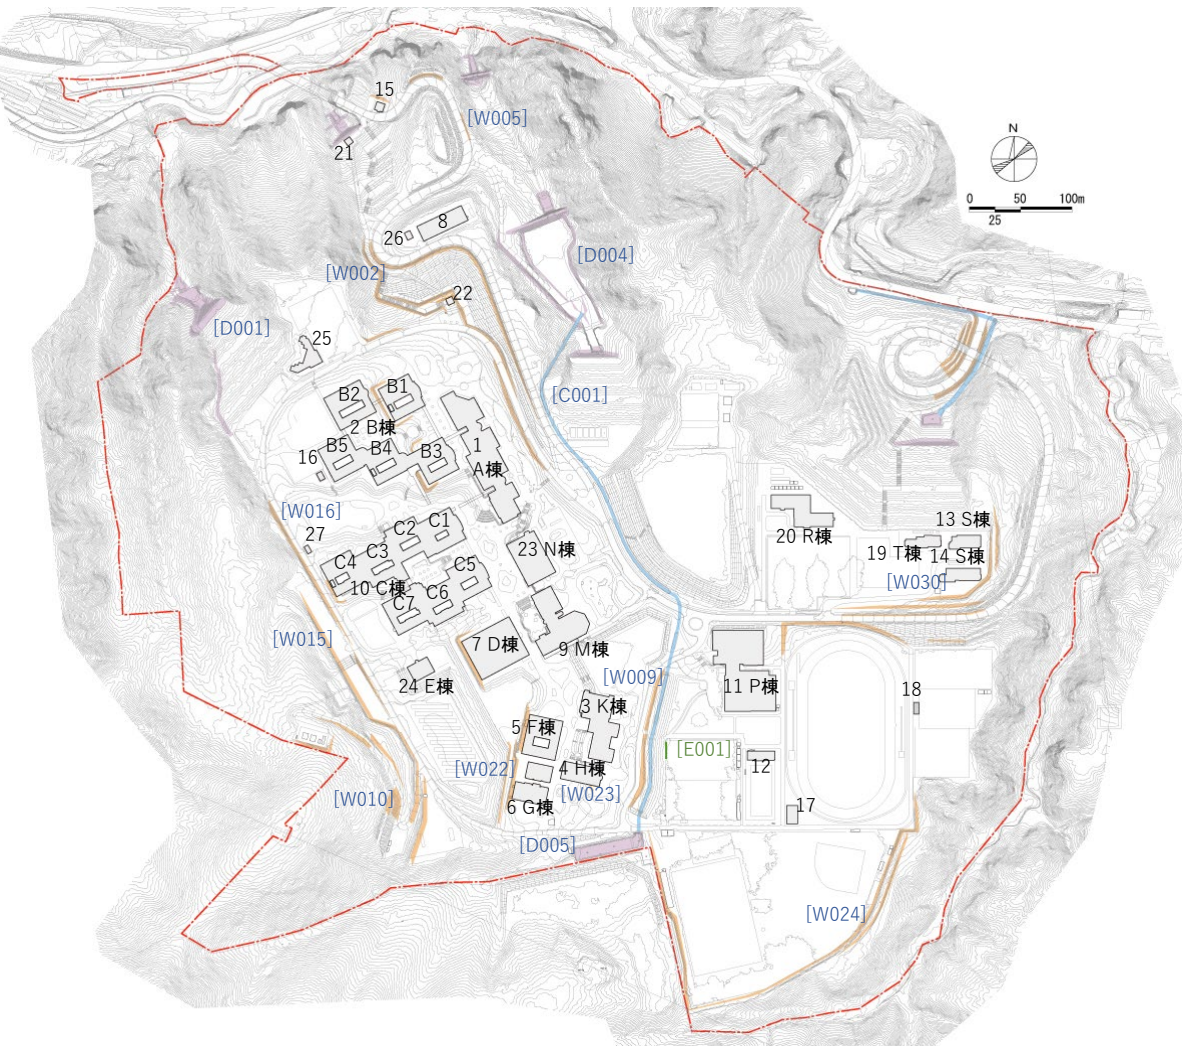 15
[W005]
21
N
0 50 100m
25
8
26
[D004]
[W002]
22
[D001]
25
B1
B2
[C001]
2 B棟
B5
B4
B3
1
A棟
16
[W016]
27
C2
C1
C3
C4
10 C棟
C5
C6
C7
23 N棟
20 R棟
13 S棟
19 T棟
14 S棟
[W030]
[W015]
7 D棟
9 M棟
24 E棟
[W009]
11 P棟
18
3 K棟
5 F棟
[E001]
12
[W022]
4 H棟
[W023]
6 G棟
17
[W010]
[D005]
[W024]